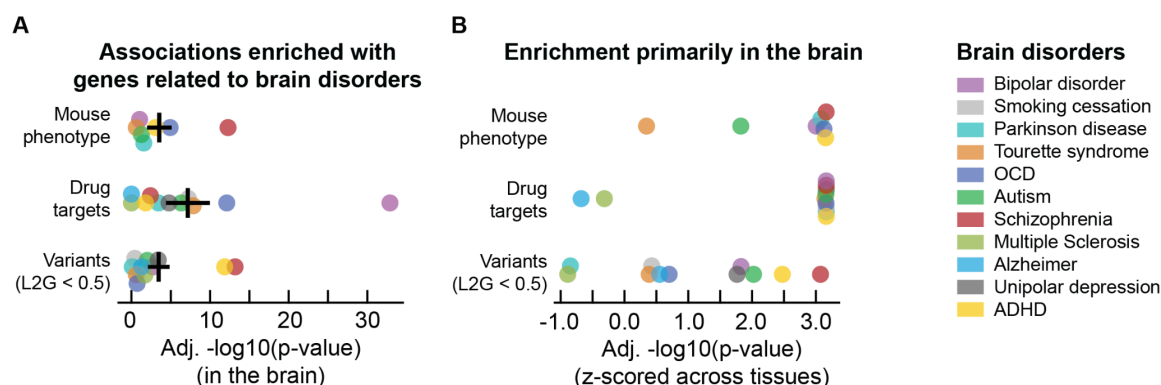 A
Associations enriched with
genes related to brain disorders
Mouse
phenotype
Drug
targets
Variants
(L2G < 0.5)
0 10 20 30
Adj. -log10(p-value)
(in the brain)
B
Enrichment primarily in the brain
Mouse
phenotype
Drug
targets
Variants
(L2G < 0.5)
-1.0 0.0 1.0 2.0 3.0
Adj. -log10(p-value)
(z-scored across tissues)
Brain disorders
Bipolar disorder
Smoking cessation
Parkinson disease
Tourette syndrome
OCD
Autism
Schizophrenia
Multiple Sclerosis
Alzheimer
Unipolar depression
ADHD